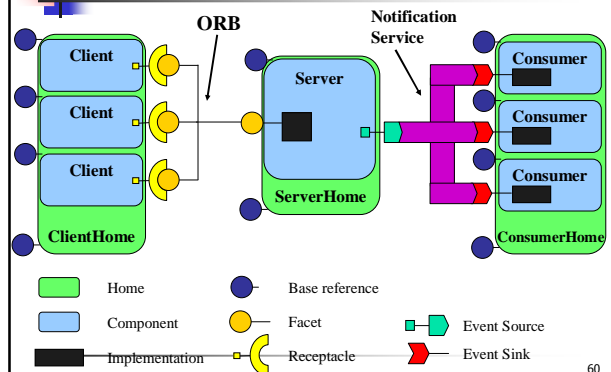 ORB
Notification
Service
Client
Client
Client
ClientHome
Server
ServerHome
Consumer
Consumer
Consumer
ConsumerHome
Home
Base reference
Component
Facet
Event Source
Implementation
Receptacle
Event Sink
60